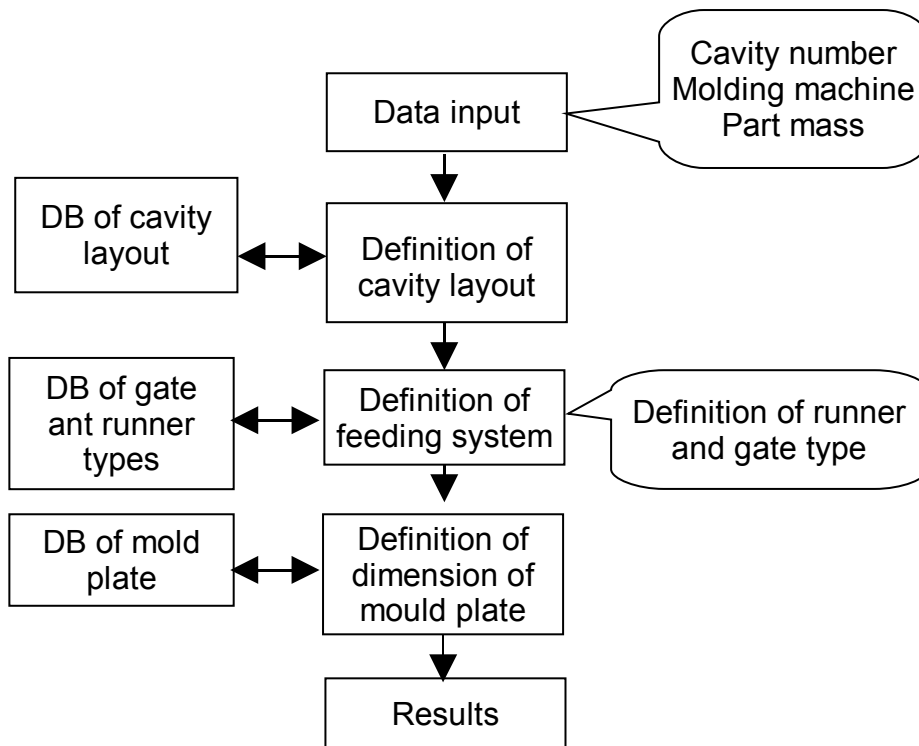 Cavity number
Molding machine
Part mass
Data input
DB of cavity
layout
Definition of
cavity layout
DB of gate
ant runner
types
Definition of
feeding system
Definition of runner
and gate type
DB of mold
plate
Definition of
dimension of
mould plate
Results